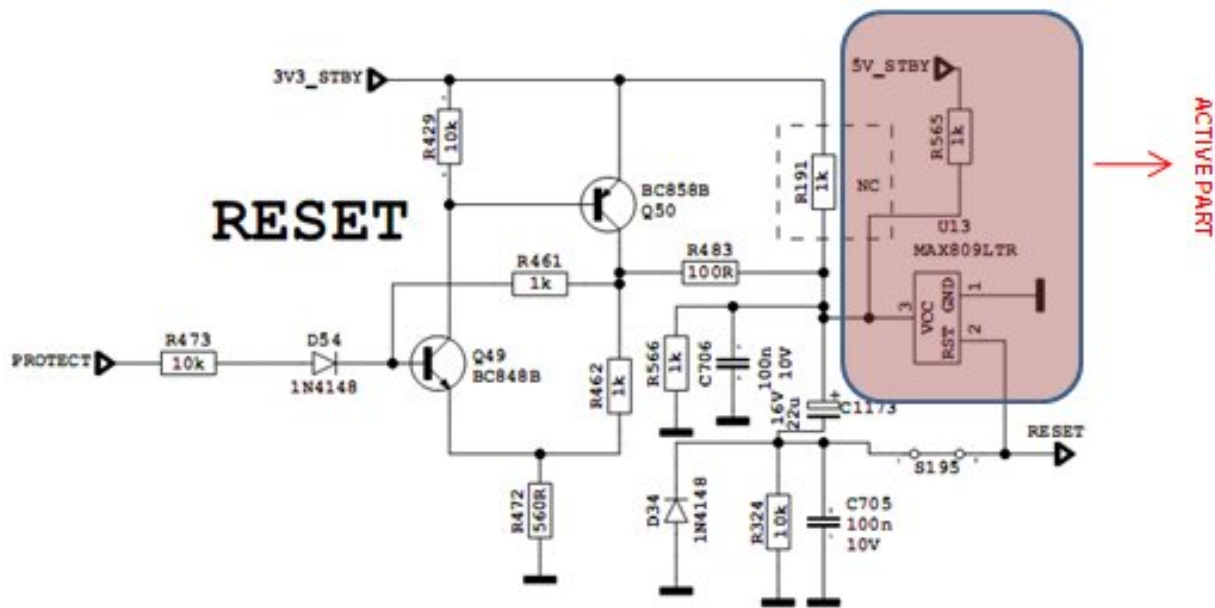 3V3_STBY
5V_STBY
R429
10k
R565
1k
R191
1k
NC
BC858B
Q50
RESET
U13
MAX809LTR
R461
1k
R483
100R
3
VCC
GND
1
RST
2
R473
10k
D54
1N4148
PROTECT
Q49
BC848B
R462
1k
R566
1k
C706
100n
10V
16V
22u
+
C1173
RESET
S195
R472
560R
D34
1N4148
R324
10k
C705
100n
10V
ACTIVE PART